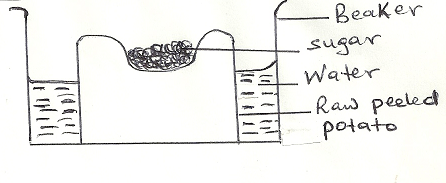 Beaker
sugar
Water
Raw peeled
potato